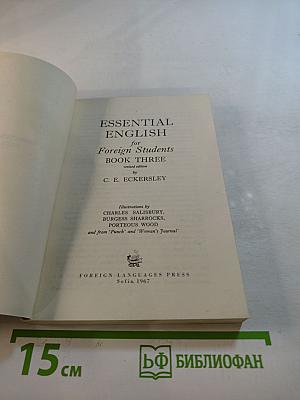 ESSENTIAL
ENGLISH
for
Foreign Students
BOOK THREE
revised edition
by
C. E. ECKERSLEY
Illustrations by
CHARLES SALISBURY,
BURGESS SHARROCKS,
PORTEOUS WOOD
and from 'Punch' and 'Woman's Journal'
FOREIGN LANGUAGES PRESS
Sofia 1967
15 СМ
БФ БИБЛИОФАН